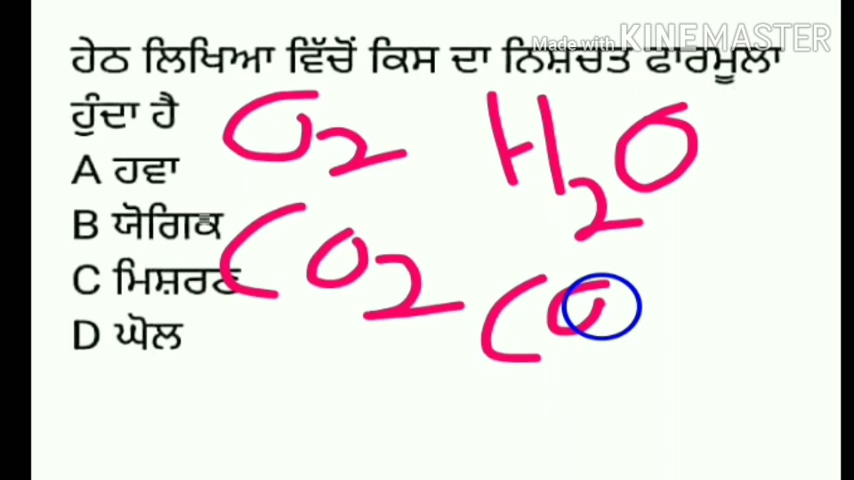 Made with KINEMASTER
ਹੇਠ ਲਿਖਿਆ ਵਿੱਚੋਂ ਕਿਸ ਦਾ ਨਿਸ਼ਚਤ ਫਾਰਮੂਲਾ
ਹੁੰਦਾ ਹੈ
O2 H2O
A ਹਵਾ
B ਯੋਗਿਕ
CO2
C ਮਿਸ਼ਰਣ
CO
D ਘੋਲ